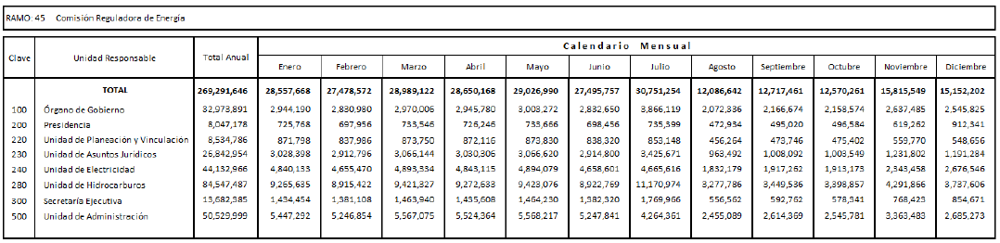 RAMO: 45 Comisión Reguladora de Energía
Clave Unidad Responsable Total Anual Calendario Mensual
Enero Febrero Marzo Abril Mayo Junio Julio Agosto Septiembre Octubre Noviembre Diciembre
TOTAL 269,291,646 28,557,668 27,478,572 28,989,122 28,650,168 29,026,990 27,495,757 30,751,254 12,086,642 12,717,461 12,570,261 15,815,549 15,152,202
100 Órgano de Gobierno 32,973,891 2,944,190 2,830,980 2,970,006 2,945,780 3,003,272 2,832,650 3,866,119 2,072,336 2,166,674 2,158,574 2,637,485 2,545,825
200 Presidencia 8,047,178 725,768 697,956 733,546 726,246 733,666 698,456 735,399 472,934 495,020 496,584 619,262 912,341
220 Unidad de Planeación y Vinculación 8,534,786 871,798 837,986 873,750 872,116 873,830 838,320 853,148 456,264 473,746 475,402 559,770 548,656
230 Unidad de Asuntos Jurídicos 26,842,954 3,028,398 2,912,796 3,066,144 3,030,306 3,066,620 2,914,800 3,425,671 963,492 1,008,092 1,003,549 1,231,802 1,191,284
240 Unidad de Electricidad 44,132,966 4,840,133 4,655,470 4,893,334 4,843,115 4,894,079 4,658,601 4,665,616 1,832,179 1,917,262 1,913,173 2,343,458 2,676,546
280 Unidad de Hidrocarburos 84,547,487 9,265,635 8,915,422 9,421,327 9,272,633 9,423,076 8,922,769 11,170,974 3,277,786 3,449,536 3,398,857 4,291,866 3,737,606
300 Secretaría Ejecutiva 13,682,385 1,434,454 1,381,108 1,463,940 1,435,608 1,464,230 1,382,320 1,769,966 556,562 592,762 578,341 768,423 854,671
500 Unidad de Administración 50,529,999 5,447,292 5,246,854 5,567,075 5,524,364 5,568,217 5,247,841 4,264,361 2,455,089 2,614,369 2,545,781 3,363,483 2,685,273